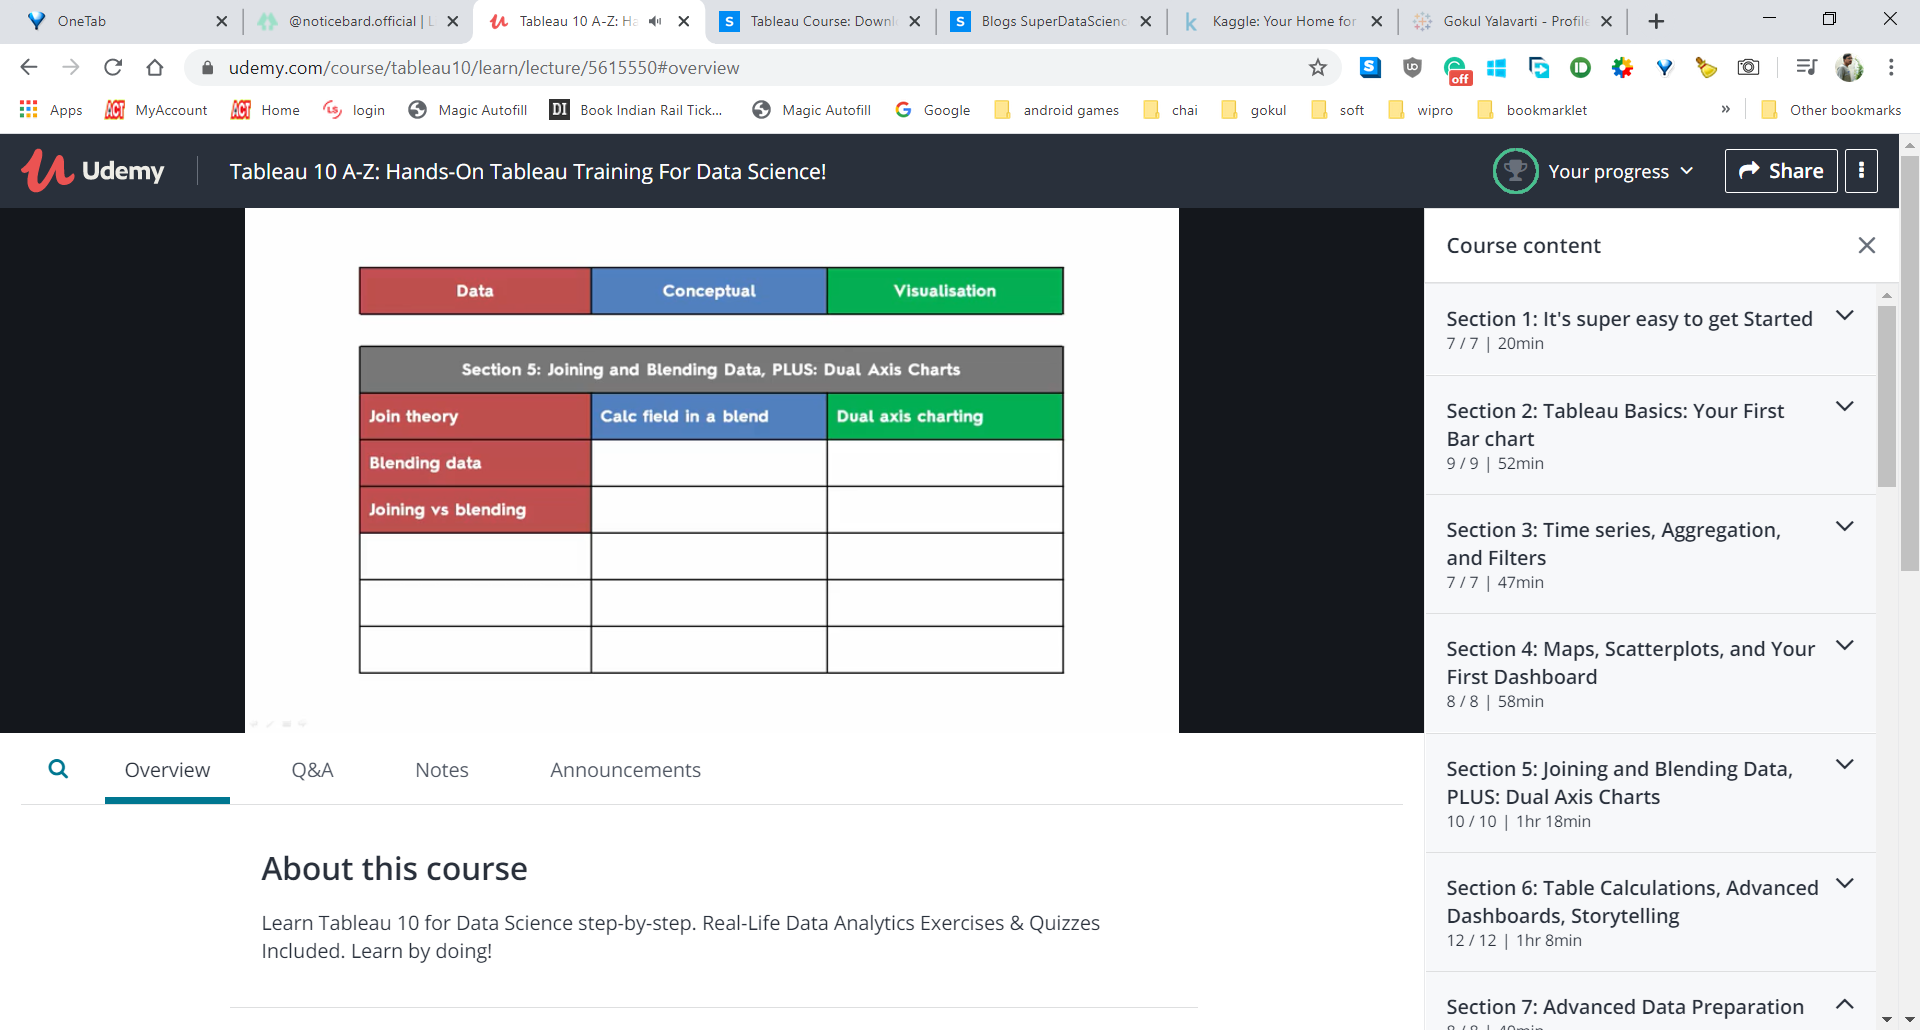 OneTab
@noticebard.official | L
Tableau 10 A-Z: Ha
Tableau Course: Downl
Blogs SuperDataScienc
Kaggle: Your Home for
Gokul Yalavarti - Profile
udemy.com/course/tableau10/learn/lecture/5615550#overview
off
Apps
MyAccount
Home
login
Magic Autofill
Book Indian Rail Tick...
Magic Autofill
Google
android games
chai
gokul
soft
wipro
bookmarklet
»
Other bookmarks
Udemy
Tableau 10 A-Z: Hands-On Tableau Training For Data Science!
Your progress
Share
Data Conceptual Visualisation
Section 5: Joining and Blending Data, PLUS: Dual Axis Charts
Join theory Calc field in a blend Dual axis charting
Blending data
Joining vs blending
Course content
Section 1: It's super easy to get Started
7 / 7 | 20min
Section 2: Tableau Basics: Your First
Bar chart
9 / 9 | 52min
Section 3: Time series, Aggregation,
and Filters
7 / 7 | 47min
Section 4: Maps, Scatterplots, and Your
First Dashboard
8 / 8 | 58min
Section 5: Joining and Blending Data,
PLUS: Dual Axis Charts
10 / 10 | 1hr 18min
Section 6: Table Calculations, Advanced
Dashboards, Storytelling
12 / 12 | 1hr 8min
Section 7: Advanced Data Preparation
Overview Q&A Notes Announcements
About this course
Learn Tableau 10 for Data Science step-by-step. Real-Life Data Analytics Exercises & Quizzes
Included. Learn by doing!